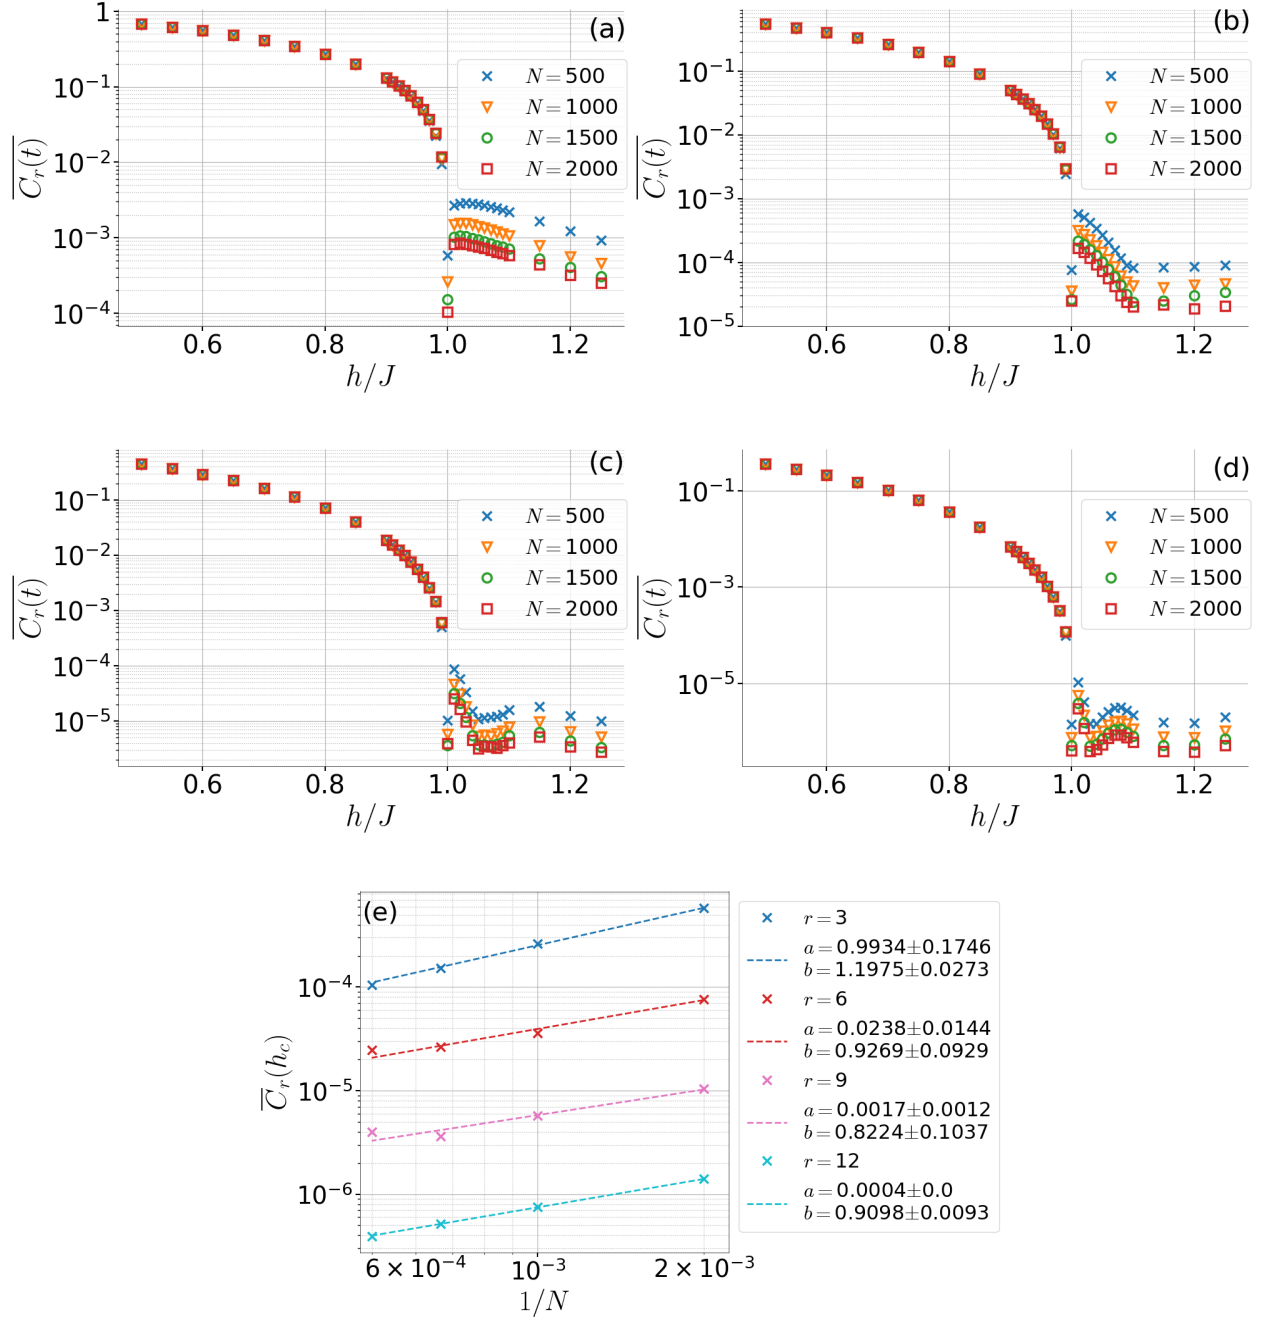 (a)
1
10⁻¹
10⁻²
10⁻³
10⁻⁴
C_r(t)
0.6
0.8
1.0
1.2
h/J
N = 500
N = 1000
N = 1500
N = 2000
(b)
10⁻¹
10⁻²
10⁻³
10⁻⁴
10⁻⁵
C_r(t)
0.6
0.8
1.0
1.2
h/J
N = 500
N = 1000
N = 1500
N = 2000
(c)
10⁻¹
10⁻²
10⁻³
10⁻⁴
10⁻⁵
C_r(t)
0.6
0.8
1.0
1.2
h/J
N = 500
N = 1000
N = 1500
N = 2000
(d)
10⁻¹
10⁻³
10⁻⁵
C_r(t)
0.6
0.8
1.0
1.2
h/J
N = 500
N = 1000
N = 1500
N = 2000
(e)
10⁻⁴
10⁻⁵
10⁻⁶
C_r(h_c)
6 × 10⁻⁴
10⁻³
2 × 10⁻³
1/N
r = 3
a = 0.9934±0.1746
b = 1.1975±0.0273
r = 6
a = 0.0238±0.0144
b = 0.9269±0.0929
r = 9
a = 0.0017±0.0012
b = 0.8224±0.1037
r = 12
a = 0.0004±0.0
b = 0.9098±0.0093